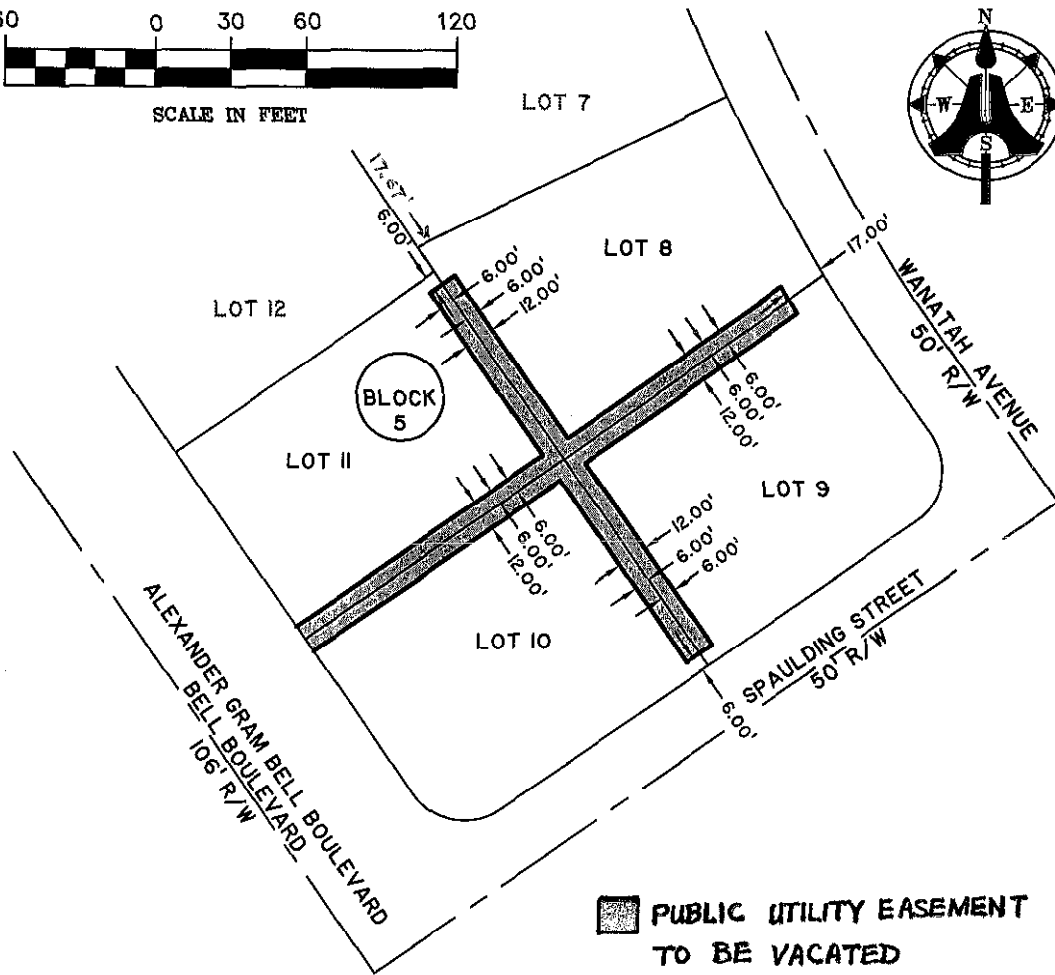 60 0 30 60 120
SCALE IN FEET
N
W E
S
LOT 7
17.67'
6.00'
LOT 8
17.00'
6.00'
6.00'
12.00'
LOT 12
WANATAH AVENUE
50' R/W
BLOCK
5
6.00'
6.00'
12.00'
LOT 11
LOT 9
6.00'
6.00'
12.00'
12.00'
6.00'
6.00'
LOT 10
ALEXANDER GRAM BELL BOULEVARD
BELL BOULEVARD
106' R/W
SPAULDING STREET
50' R/W
6.00'
PUBLIC UTILITY EASEMENT
TO BE VACATED